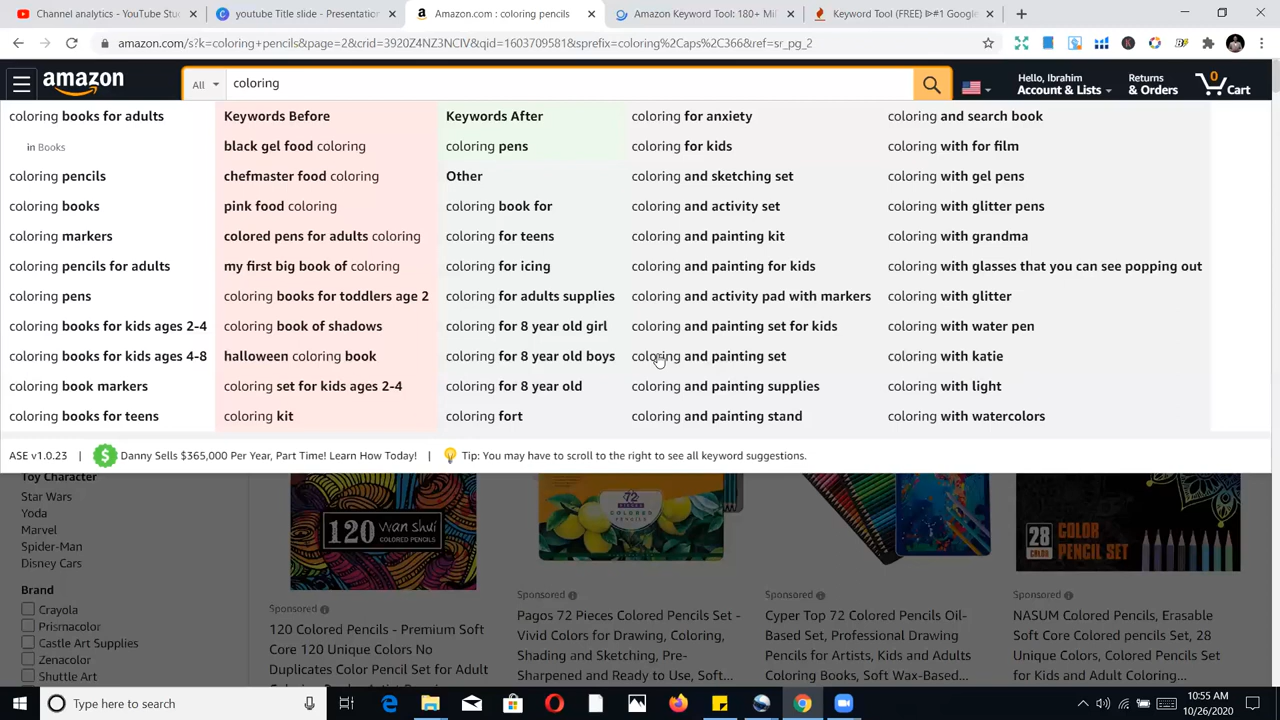 Channel analytics - YouTube Stu
youtube Title slide - Presentation
Amazon.com : coloring pencils
Amazon Keyword Tool: 180+ Mil
Keyword Tool (FREE) ᐈ#1 Google
amazon.com/s?k=coloring+pencils&page=2&crid=3920Z4NZ3NCIV&qid=1603709581&sprefix=coloring%2Caps%2C366&ref=sr_pg_2
amazon
All
coloring
Hello, Ibrahim
Account & Lists
Returns
& Orders
0
Cart
coloring books for adults
in Books
coloring pencils
coloring books
coloring markers
coloring pencils for adults
coloring pens
coloring books for kids ages 2-4
coloring books for kids ages 4-8
coloring book markers
coloring books for teens
Keywords Before
black gel food coloring
chefmaster food coloring
pink food coloring
colored pens for adults coloring
my first big book of coloring
coloring books for toddlers age 2
coloring book of shadows
halloween coloring book
coloring set for kids ages 2-4
coloring kit
Keywords After
coloring pens
Other
coloring book for
coloring for teens
coloring for icing
coloring for adults supplies
coloring for 8 year old girl
coloring for 8 year old boys
coloring for 8 year old
coloring fort
coloring for anxiety
coloring for kids
coloring and sketching set
coloring and activity set
coloring and painting kit
coloring and painting for kids
coloring and activity pad with markers
coloring and painting set for kids
coloring and painting set
coloring and painting supplies
coloring and painting stand
coloring and search book
coloring with for film
coloring with gel pens
coloring with glitter pens
coloring with grandma
coloring with glasses that you can see popping out
coloring with glitter
coloring with water pen
coloring with katie
coloring with light
coloring with watercolors
ASE v1.0.23 | Danny Sells $365,000 Per Year, Part Time! Learn How Today! | Tip: You may have to scroll to the right to see all keyword suggestions.
Toy Character
Star Wars
Yoda
Marvel
Spider-Man
Disney Cars
Brand
Crayola
Prismacolor
Castle Art Supplies
Zenacolor
Shuttle Art
120 wan shui
COLORED PENCILS
Sponsored
120 Colored Pencils - Premium Soft
Core 120 Unique Colors No
Duplicates Color Pencil Set for Adult
72
COLORED
PENCILS
Sponsored
Pagos 72 Pieces Colored Pencils Set -
Vivid Colors for Drawing, Coloring,
Shading and Sketching, Pre-
Sharpened and Ready to Use, Soft...
Sponsored
Cyper Top 72 Colored Pencils Oil-
Based Set, Professional Drawing
Pencils for Artists, Kids and Adults
Coloring Books, Soft Wax-Based...
28
COLOR
COLOR
PENCIL SET
Sponsored
NASUM Colored Pencils, Erasable
Soft Core Colored pencils Set, 28
Unique Colors, Colored Pencils Set
for Kids and Adult Coloring...
Type here to search
10:55 AM
10/26/2020